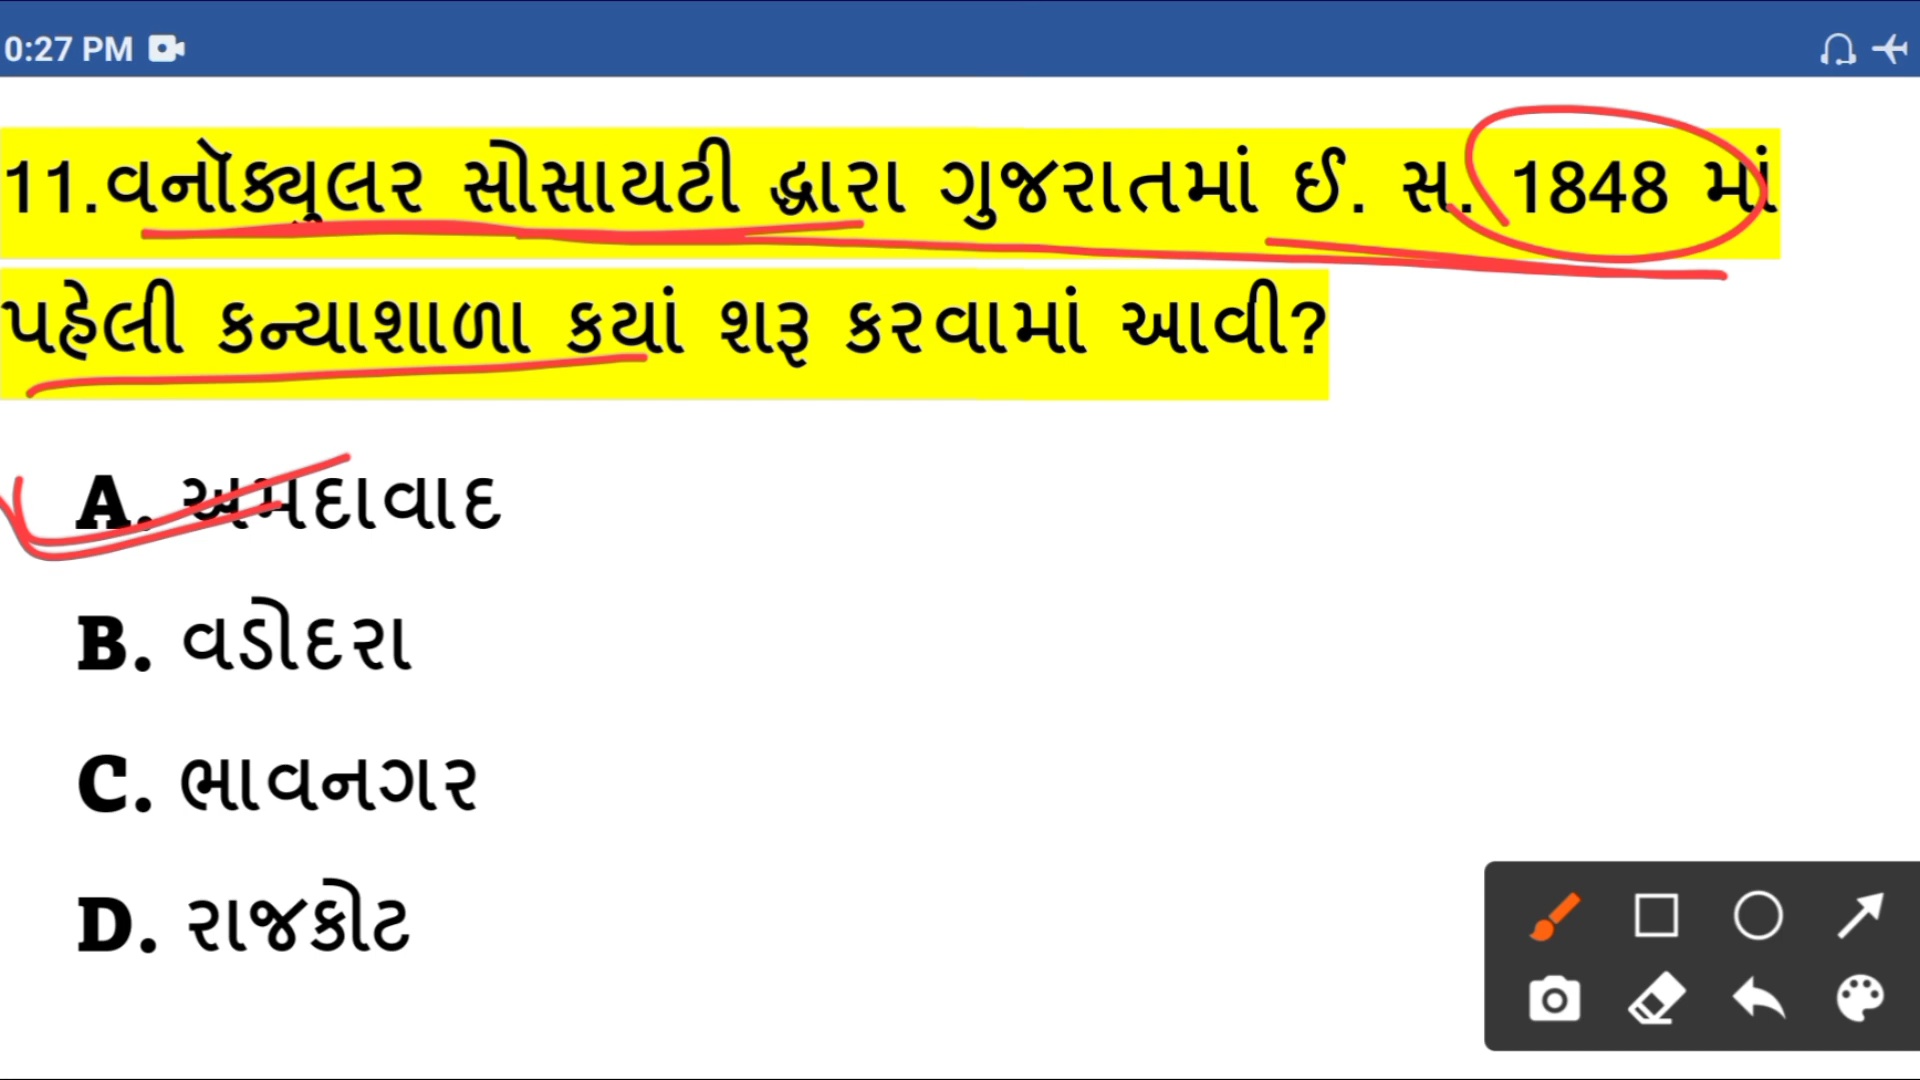 0:27 PM
11.વનૉક્યુલર સોસાયટી દ્ધારા ગુજરાતમાં ઈ. સ. 1848 માં
પહેલી કન્યાશાળા કયાં શરૂ કરવામાં આવી?
A. અમદાવાદ
B. વડોદરા
C. ભાવનગર
D. રાજકોટ